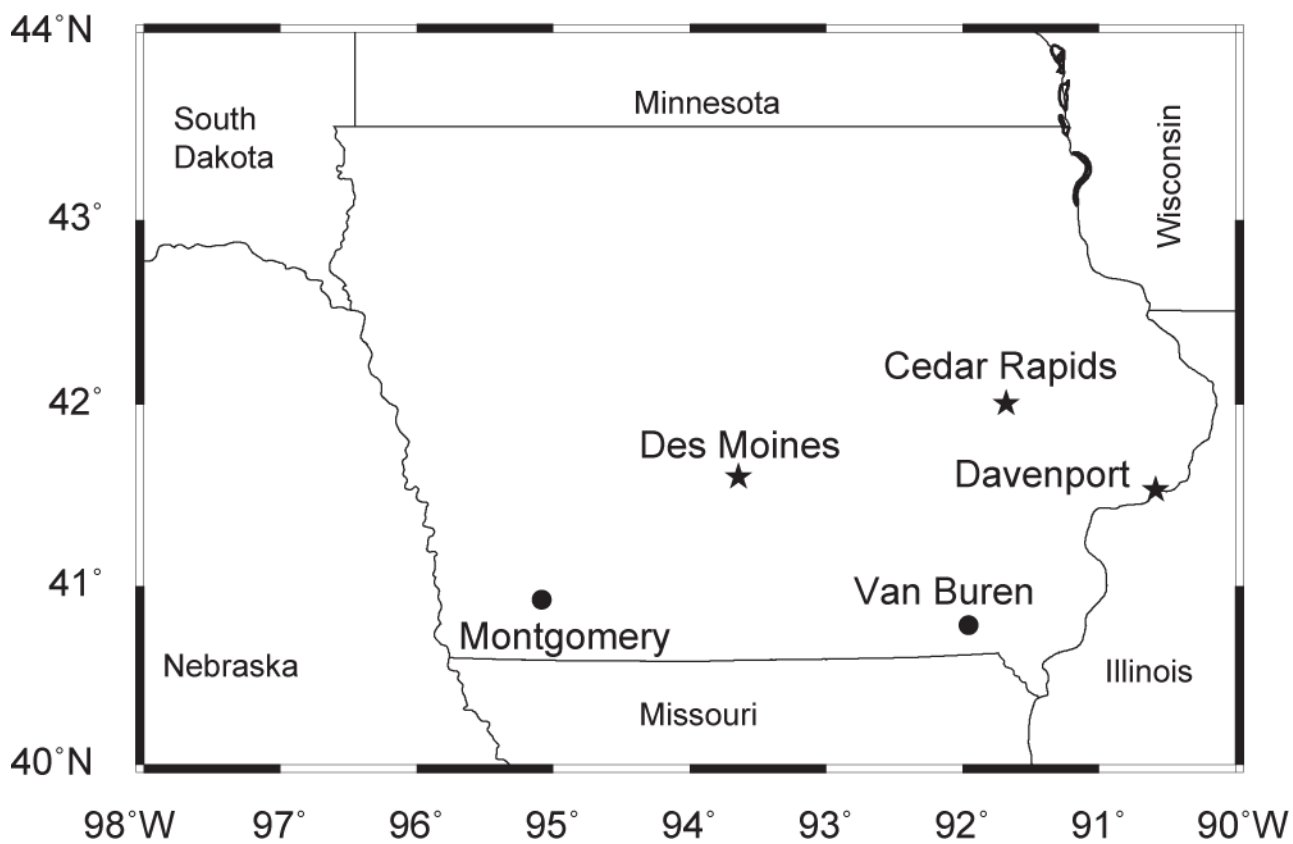 44°N
Minnesota
South
Dakota
Wisconsin
43°
Cedar Rapids
42°
Des Moines
Davenport
41°
Van Buren
Montgomery
Nebraska
Illinois
Missouri
40°N
98°W 97° 96° 95° 94° 93° 92° 91° 90°W